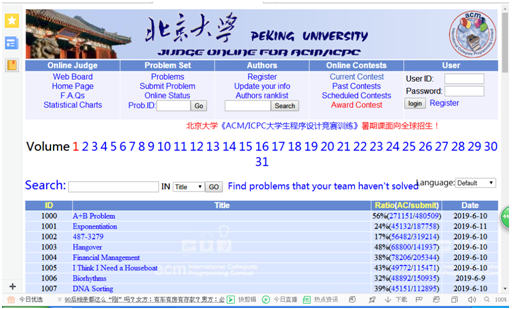 北京大學 PEKING UNIVERSITY
JUDGE ONLINE FOR ACM/ICPC
acm
Online Judge Problem Set Authors Online Contests User
Web Board Problems Register Current Contest User ID:
Home Page Submit Problem Update your info Past Contests Password:
F.A.Qs Online Status Authors ranklist Scheduled Contests
Statistical Charts Prob.ID: Go Search Award Contest login Register
北京大学《ACM/ICPC大学生程序设计竞赛训练》暑期课面向全球招生！
Volume 1 2 3 4 5 6 7 8 9 10 11 12 13 14 15 16 17 18 19 20 21 22 23 24 25 26 27 28 29 30
31
Search: IN Title GO Find problems that your team haven't solved Language: Default
ID Title Ratio(AC/submit) Date
1000 A+B Problem 56%(271151/480509) 2019-6-10
1001 Exponentiation 24%(45132/187758) 2019-6-11
1002 487-3279 17%(56482/319214) 2019-6-10
1003 Hangover 48%(68800/141937) 2019-6-10
1004 Financial Management 38%(78206/205344) 2019-6-10
1005 I Think I Need a Houseboat 43%(49772/115471) 2019-6-10
1006 Biorhythms 32%(48892/150935) 2019-6-9
1007 DNA Sorting 39%(45151/112895) 2019-6-10
acm International Collegiate
Programming Contest
今日优选 快剪辑 今日直播 热点资讯 下载 100%